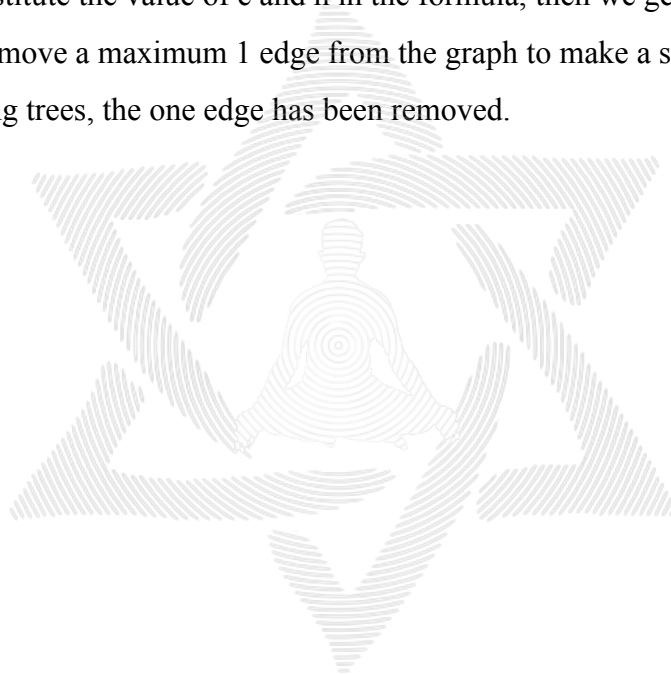 stitute the value of e and n in the formula, then we ge
move a maximum 1 edge from the graph to make a s
g trees, the one edge has been removed.